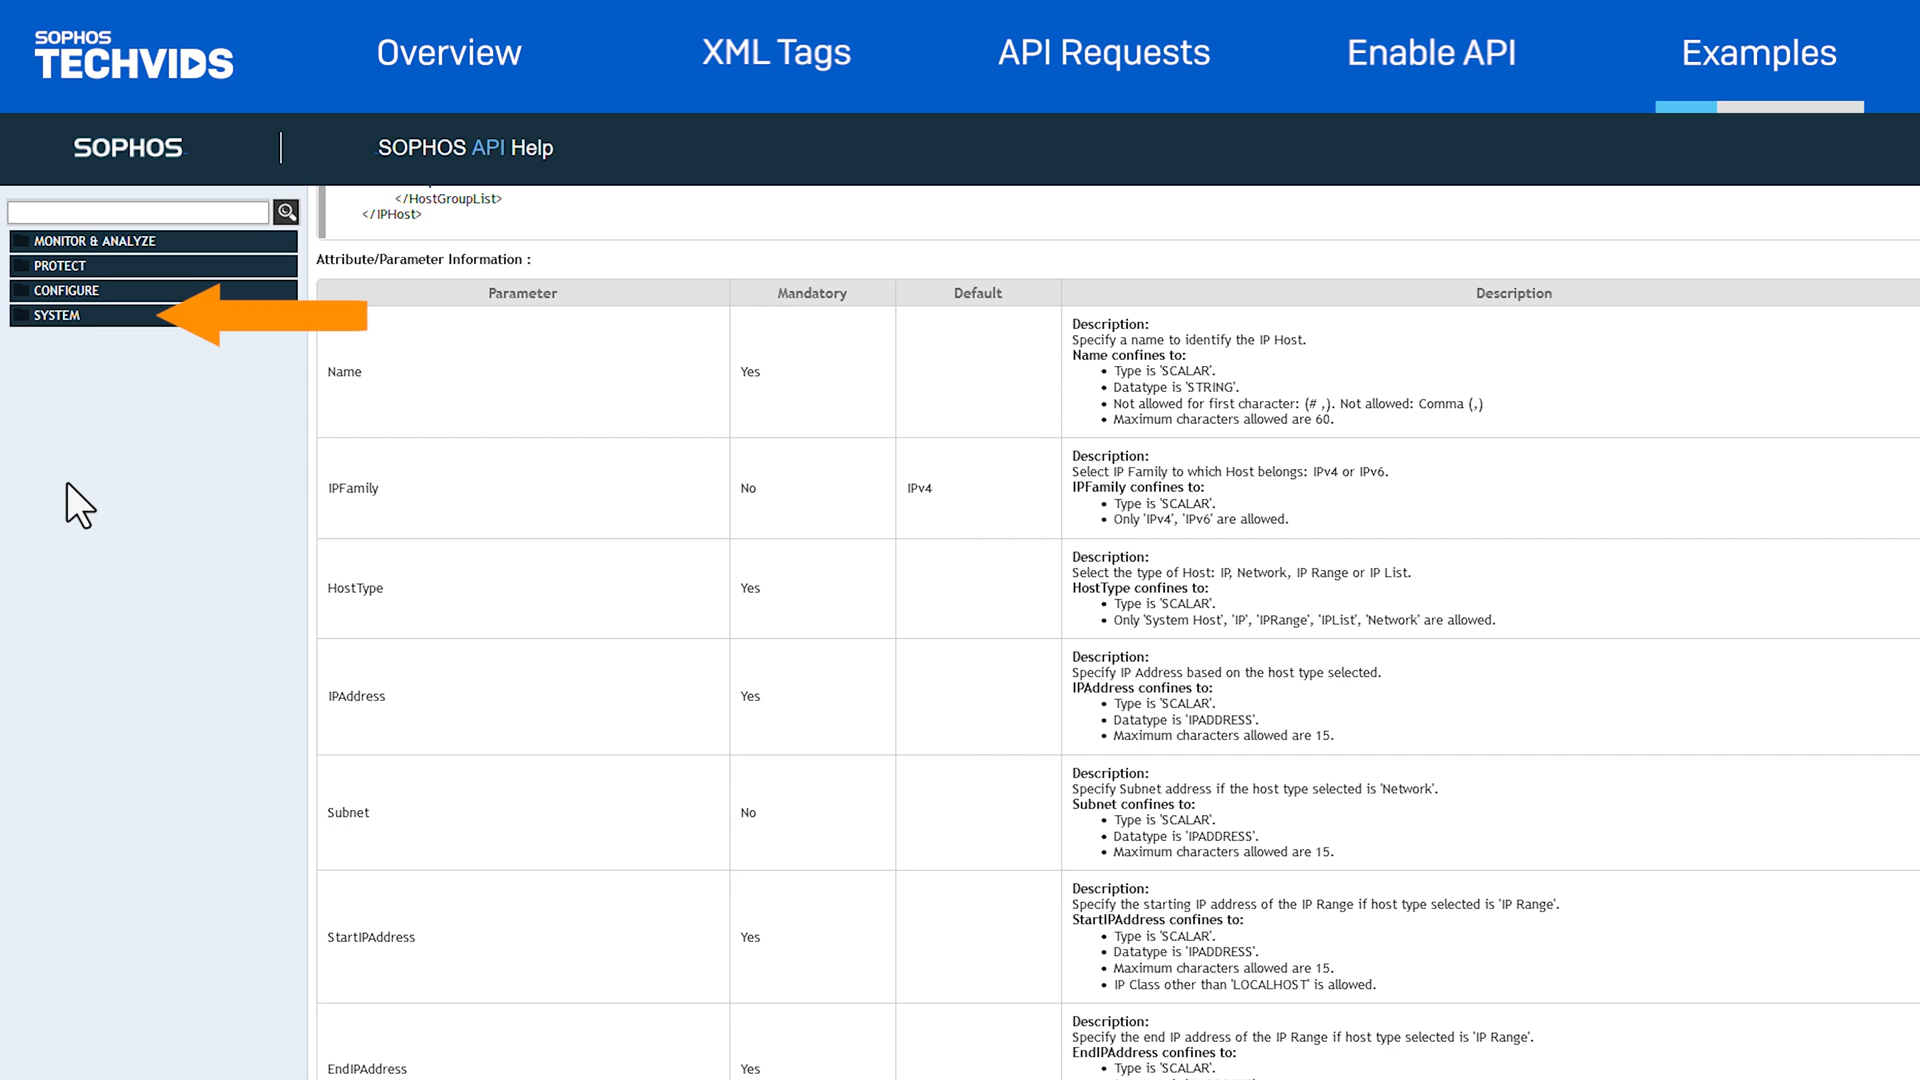 SOPHOS
TECHVIDS
Overview
XML Tags
API Requests
Enable API
Examples
SOPHOS
SOPHOS API Help
</HostGroupList>
</IPHost>
MONITOR & ANALYZE
PROTECT
CONFIGURE
SYSTEM
Attribute/Parameter Information :
Parameter Mandatory Default Description
Name Yes
Description:
Specify a name to identify the IP Host.
Name confines to:
• Type is 'SCALAR'.
• Datatype is 'STRING'.
• Not allowed for first character: (# ,). Not allowed: Comma (,)
• Maximum characters allowed are 60.
IPFamily No IPv4
Description:
Select IP Family to which Host belongs: IPv4 or IPv6.
IPFamily confines to:
• Type is 'SCALAR'.
• Only 'IPv4', 'IPv6' are allowed.
HostType Yes
Description:
Select the type of Host: IP, Network, IP Range or IP List.
HostType confines to:
• Type is 'SCALAR'.
• Only 'System Host', 'IP', 'IPRange', 'IPList', 'Network' are allowed.
IPAddress Yes
Description:
Specify IP Address based on the host type selected.
IPAddress confines to:
• Type is 'SCALAR'.
• Datatype is 'IPADDRESS'.
• Maximum characters allowed are 15.
Subnet No
Description:
Specify Subnet address if the host type selected is 'Network'.
Subnet confines to:
• Type is 'SCALAR'.
• Datatype is 'IPADDRESS'.
• Maximum characters allowed are 15.
StartIPAddress Yes
Description:
Specify the starting IP address of the IP Range if host type selected is 'IP Range'.
StartIPAddress confines to:
• Type is 'SCALAR'.
• Datatype is 'IPADDRESS'.
• Maximum characters allowed are 15.
• IP Class other than 'LOCALHOST' is allowed.
EndIPAddress Yes
Description:
Specify the end IP address of the IP Range if host type selected is 'IP Range'.
EndIPAddress confines to:
• Type is 'SCALAR'.